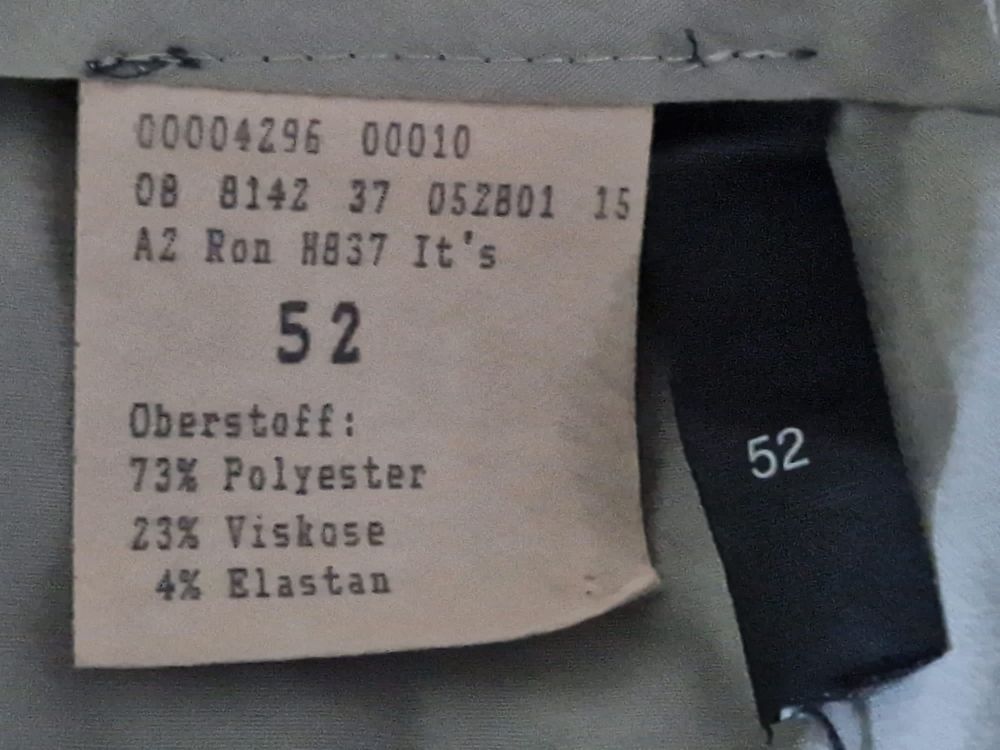 00004296 00010
08 8142 37 052801 15
A2 Ron H837 It's
52
Oberstoff:
73% Polyester
23% Viskose
4% Elastan
52